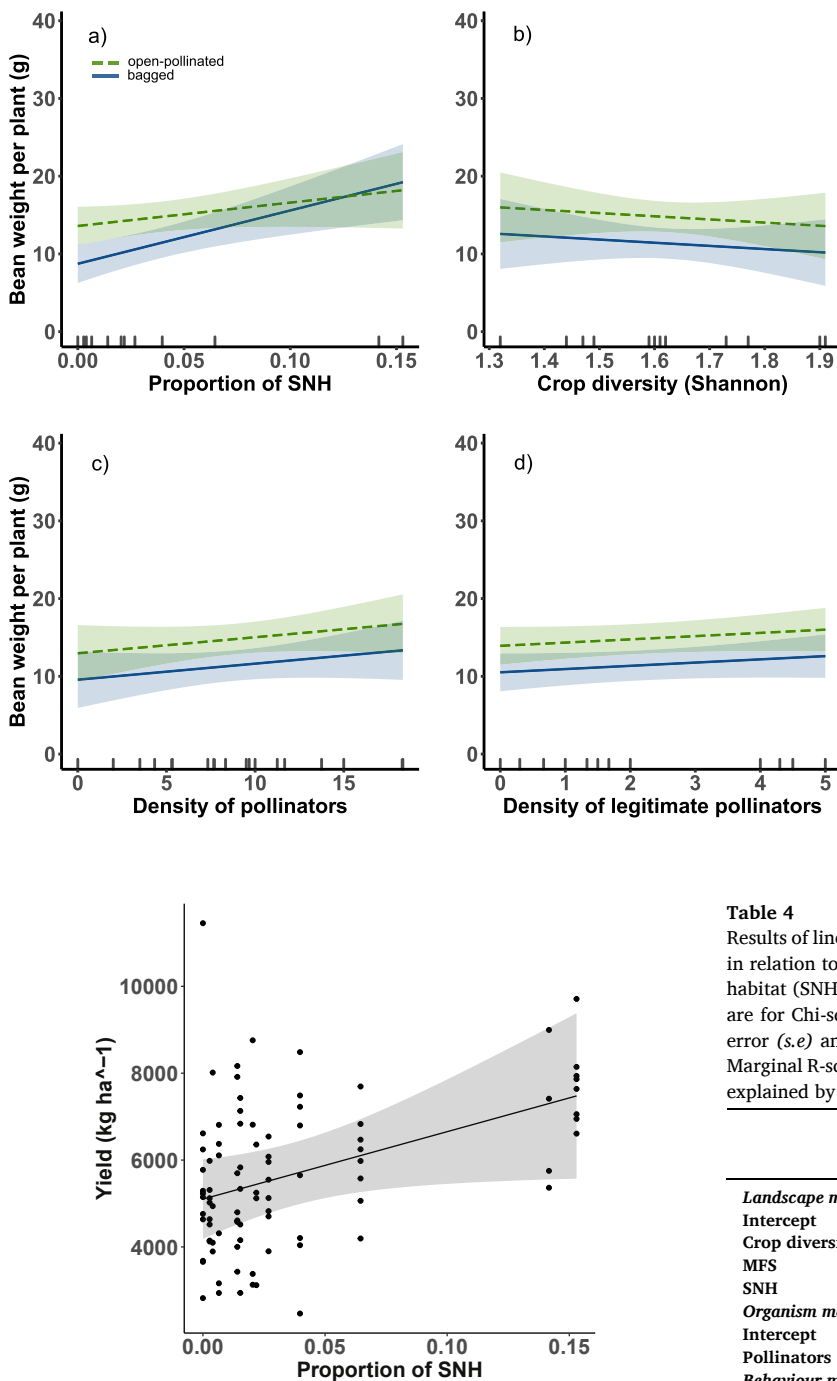 a)
open-pollinated
bagged
Bean weight per plant (g)
40
30
20
10
0
0.00 0.05 0.10 0.15
Proportion of SNH
b)
40
30
20
10
0
1.3 1.4 1.5 1.6 1.7 1.8 1.9
Crop diversity (Shannon)
c)
Bean weight per plant (g)
40
30
20
10
0
0 5 10 15
Density of pollinators
d)
40
30
20
10
0
0 1 2 3 4 5
Density of legitimate pollinators
Yield (kg ha^−1)
10000
8000
6000
4000
0.00 0.05 0.10 0.15
Proportion of SNH
Table 4
Results of line
in relation to
habitat (SNH
are for Chi-sq
error (s.e) an
Marginal R-sq
explained by
Landscape m
Intercept
Crop diversi
MFS
SNH
Organism mo
Intercept
Pollinators